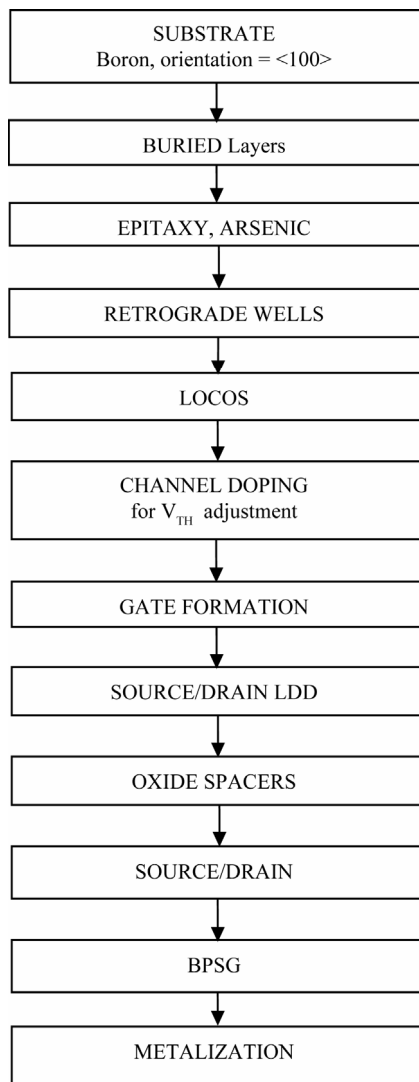 SUBSTRATE
Boron, orientation = <100>
BURIED Layers
EPITAXY, ARSENIC
RETROGRADE WELLS
LOCOS
CHANNEL DOPING
for V_TH adjustment
GATE FORMATION
SOURCE/DRAIN LDD
OXIDE SPACERS
SOURCE/DRAIN
BPSG
METALIZATION